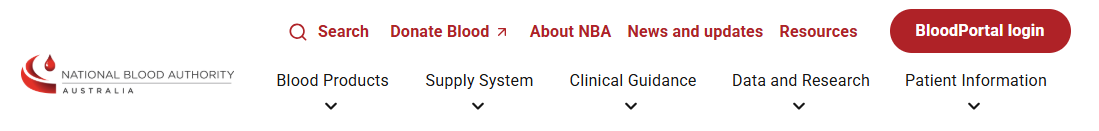 Search Donate Blood About NBA News and updates Resources BloodPortal login
NATIONAL BLOOD AUTHORITY
AUSTRALIA
Blood Products Supply System Clinical Guidance Data and Research Patient Information